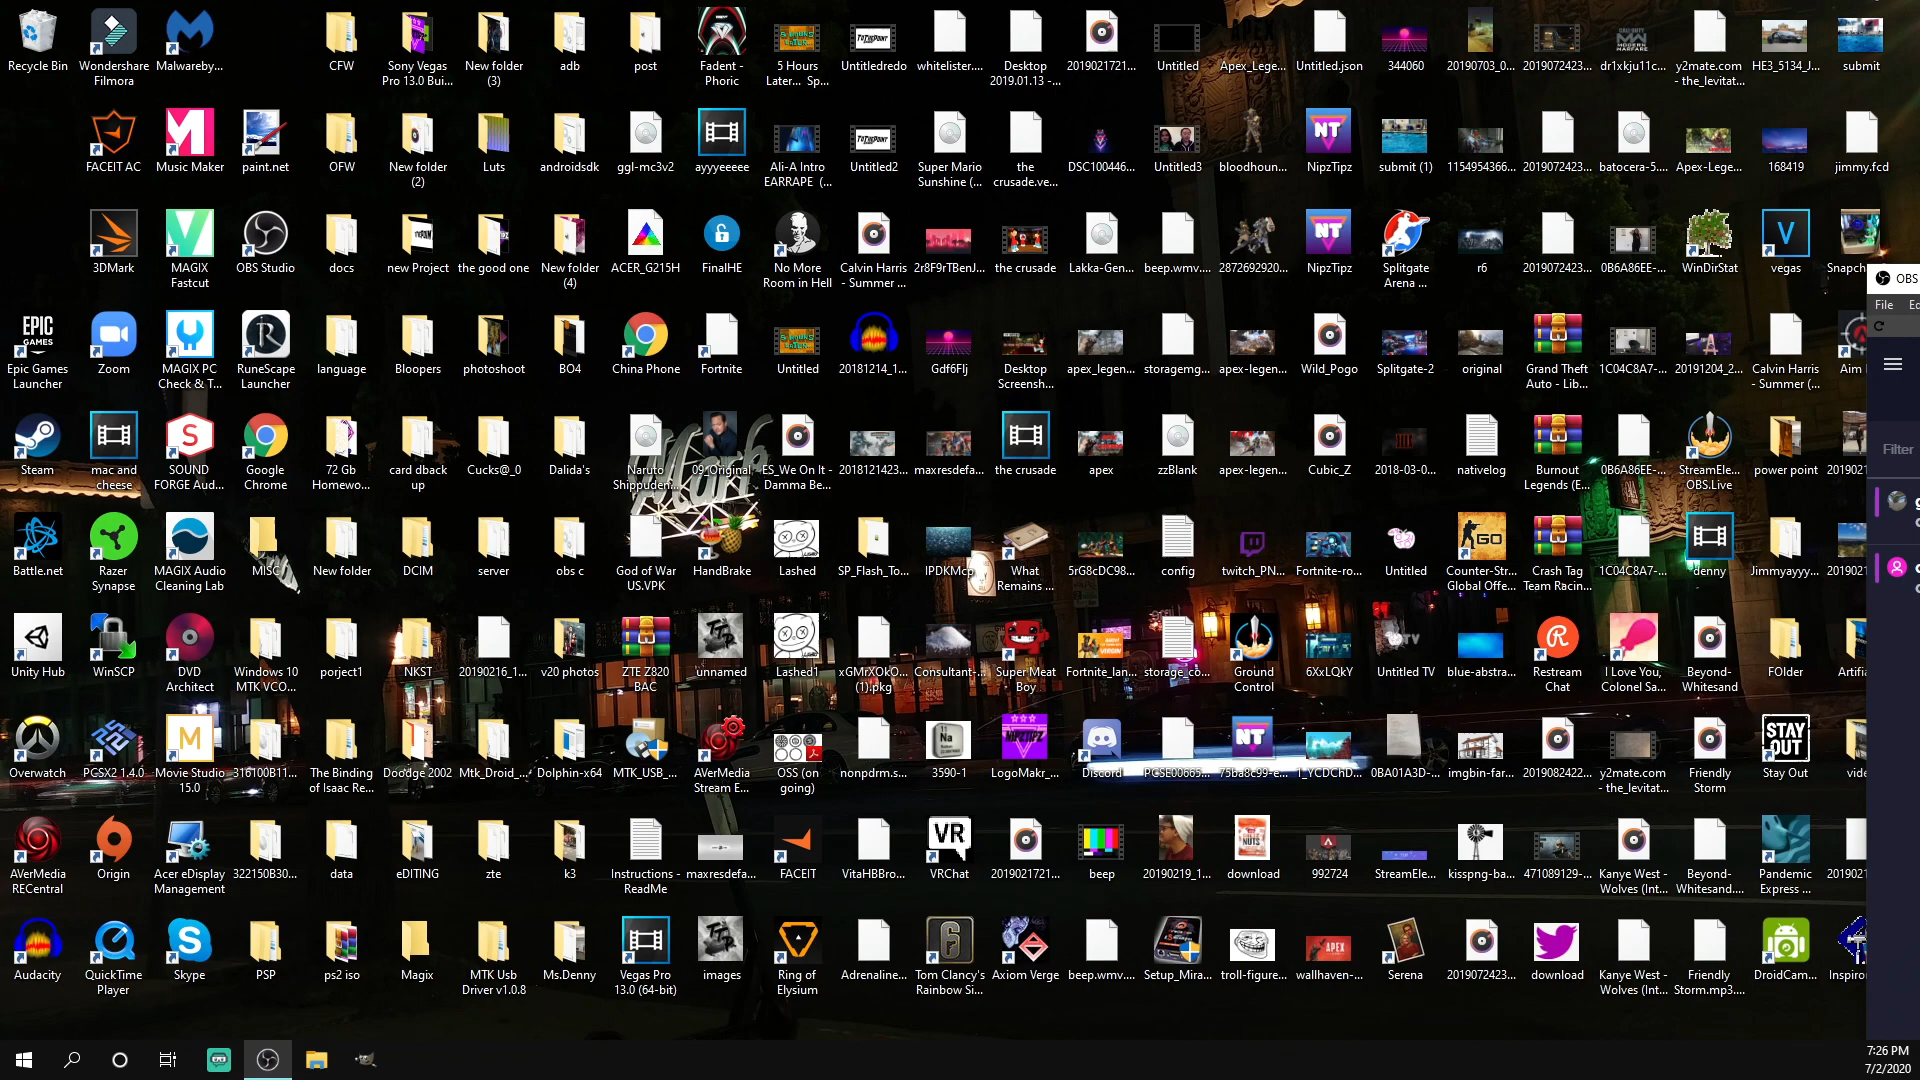 Recycle Bin
Wondershare Filmora
Malwareby...
CFW
Sony Vegas Pro 13.0 Bui...
New folder (3)
adb
post
Fadent - Phoric
5 Hours Later... Sp...
Untitledredo
whitelister....
Desktop 2019.01.13 -...
2019021721...
Untitled
Apex_Lege...
Untitled.json
344060
20190703_0...
2019072423...
dr1xkju11c...
y2mate.com - the_levitat...
HE3_5134_J...
submit
FACEIT AC
Music Maker
paint.net
OFW
New folder (2)
Luts
androidsdk
ggl-mc3v2
ayyyeeeee
Ali-A Intro EARRAPE (...
Untitled2
Super Mario Sunshine (...
the crusade.ve...
DSC100446...
Untitled3
bloodhoun...
NipzTipz
submit (1)
1154954366...
2019072423...
batocera-5....
Apex-Lege...
168419
jimmy.fcd
3DMark
MAGIX Fastcut
OBS Studio
docs
new Project
the good one
New folder (4)
ACER_G215H
FinalHE
No More Room in Hell
Calvin Harris - Summer ...
2r8F9rTBenJ...
the crusade
Lakka-Gen...
beep.wmv....
2872692920...
NipzTipz
Splitgate Arena ...
r6
2019072423...
0B6A86EE-...
WinDirStat
vegas
Snapch
OBS
File
Epic Games Launcher
Zoom
MAGIX PC Check & T...
RuneScape Launcher
language
Bloopers
photoshoot
BO4
China Phone
Fortnite
Untitled
20181214_1...
Gdf6Flj
Desktop Screensh...
apex_legen...
storagemg...
apex-legen...
Wild_Pogo
Splitgate-2
original
Grand Theft Auto - Lib...
1C04C8A7-...
20191204_2...
Calvin Harris - Summer (...
Aim
Steam
mac and cheese
SOUND FORGE Aud...
Google Chrome
72 Gb Homewo...
card dback up
Cucks@_0
Dalida's
Naruto Shippuden...
09_Original...
ES_We On It - Damma Be...
2018121423...
maxresdefa...
the crusade
apex
zzBlank
apex-legen...
Cubic_Z
2018-03-0...
nativelog
Burnout Legends (E...
0B6A86EE-...
StreamEle... OBS.Live
power point
201902
Filter
Battle.net
Razer Synapse
MAGIX Audio Cleaning Lab
MISC
New folder
DCIM
server
obs c
God of War US.VPK
HandBrake
Lashed
SP_Flash_To...
IPDKMcp
What Remains ...
5rG8cDC98...
config
twitch_PN...
Fortnite-ro...
Untitled
Counter-Str... Global Offe...
Crash Tag Team Racin...
1C04C8A7-...
denny
Jimmyayyy...
201902
Unity Hub
WinSCP
DVD Architect
Windows 10 MTK VCO...
porject1
NKST
20190216_1...
v20 photos
ZTE Z820 BAC
unnamed
Lashed1
xGMrXOkO... (1).pkg
Consultant-...
Super Meat Boy
Fortnite_lan...
storage_co...
Ground Control
6XxLQkY
Untitled TV
blue-abstra...
Restream Chat
I Love You, Colonel Sa...
Beyond- Whitesand
FOlder
Artifi
Overwatch
PCSX2 1.4.0
Movie Studio 15.0
316100B11...
The Binding of Isaac Re...
Doodge 2002
Mtk_Droid_...
Dolphin-x64
MTK_USB_...
AVerMedia Stream E...
OSS (on going)
nonpdrm.s...
3590-1
LogoMakr_...
Discord
PCSE00665...
75ba8c99-e...
I_YCDChD...
0BA01A3D-...
imgbin-far...
2019082422...
y2mate.com - the_levitat...
Friendly Storm
Stay Out
vide
AVerMedia RECentral
Origin
Acer eDisplay Management
322150B30...
data
eDITING
zte
k3
Instructions - ReadMe
maxresdefa...
FACEIT
VitaHBBro...
VRChat
2019021721...
beep
20190219_1...
download
992724
StreamEle...
kisspng-ba...
471089129-...
Kanye West - Wolves (Int...
Beyond- Whitesand....
Pandemic Express ...
201902
Audacity
QuickTime Player
Skype
PSP
ps2 iso
Magix
MTK Usb Driver v1.0.8
Ms.Denny
Vegas Pro 13.0 (64-bit)
images
Ring of Elysium
Adrenaline...
Tom Clancy's Rainbow Si...
Axiom Verge
beep.wmv....
Setup_Mira...
troll-figure...
wallhaven-...
Serena
2019072423...
download
Kanye West - Wolves (Int...
Friendly Storm.mp3....
DroidCam...
Inspiro
7:26 PM
7/2/2020